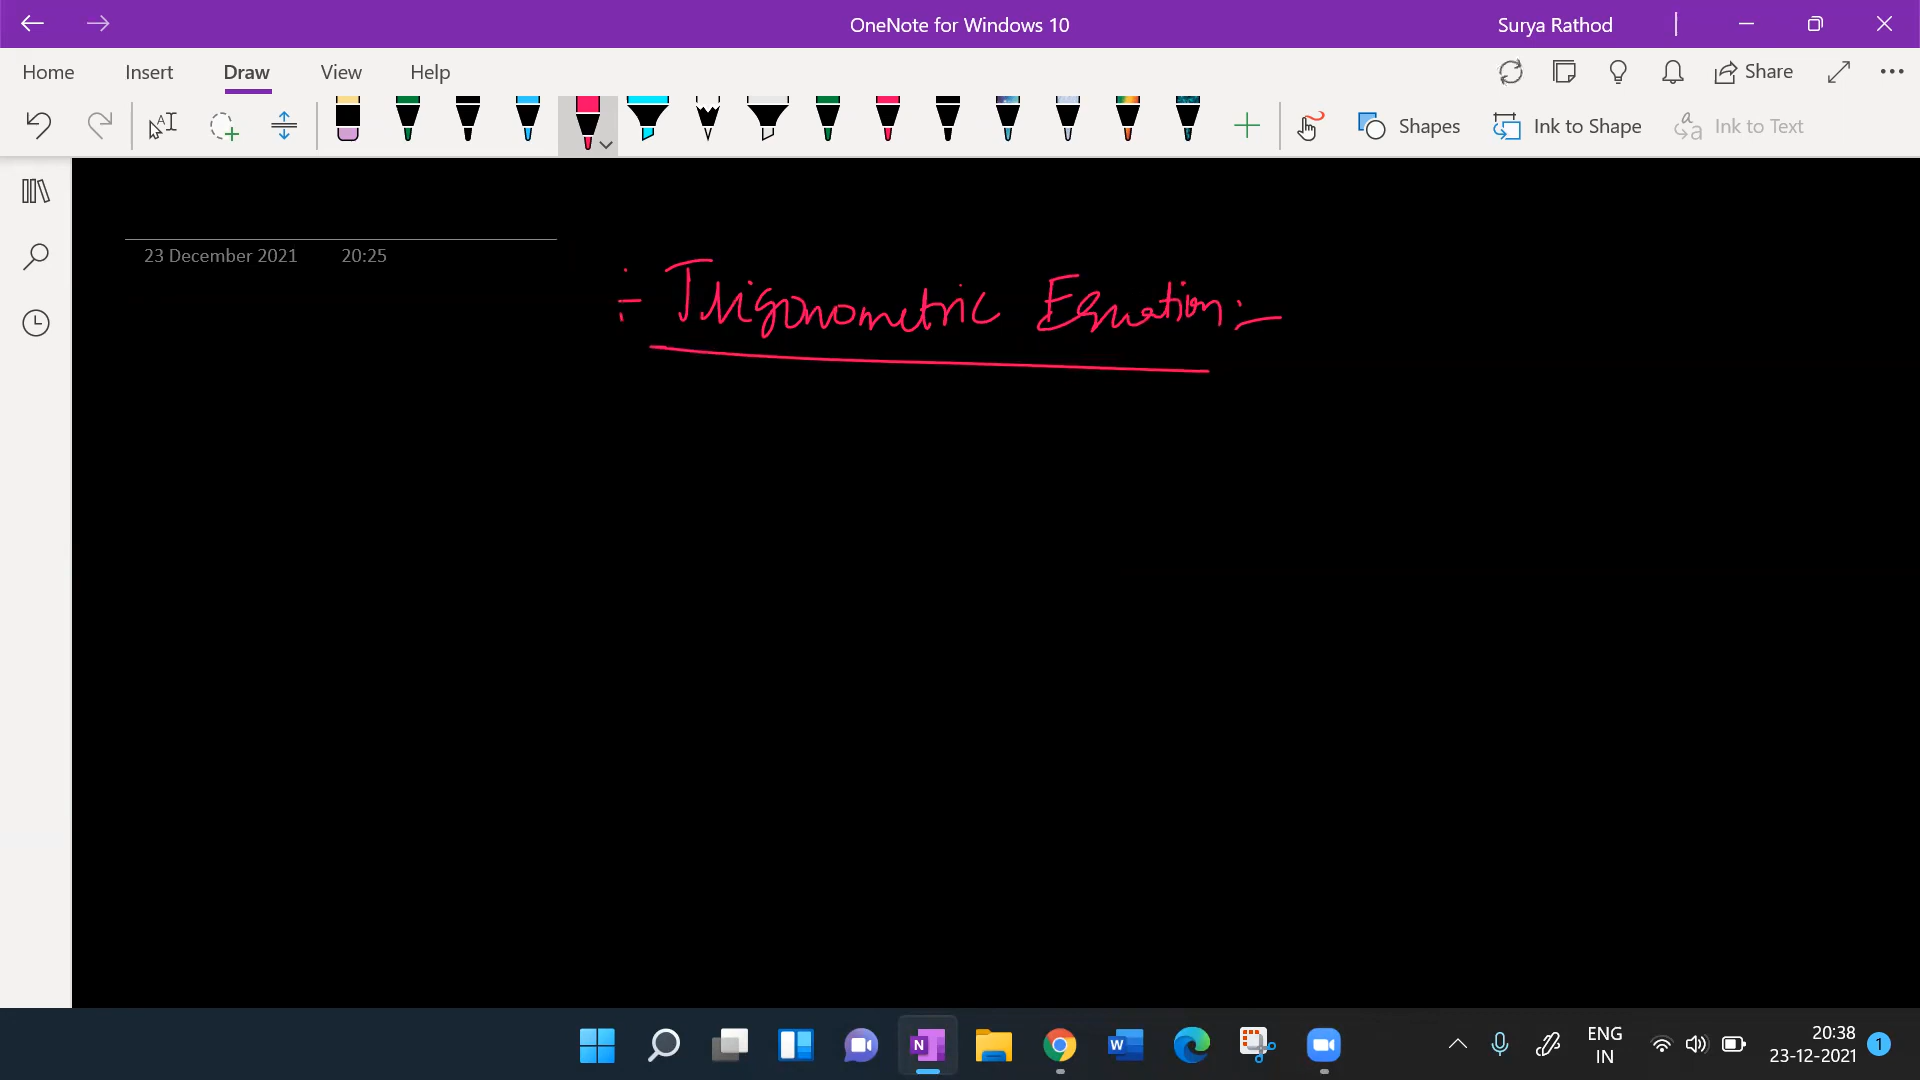 OneNote for Windows 10 Surya Rathod
Home Insert Draw View Help Share
Shapes Ink to Shape Ink to Text
23 December 2021 20:25
:- Trigonometric Equation:-
ENG 20:38
IN 23-12-2021 1